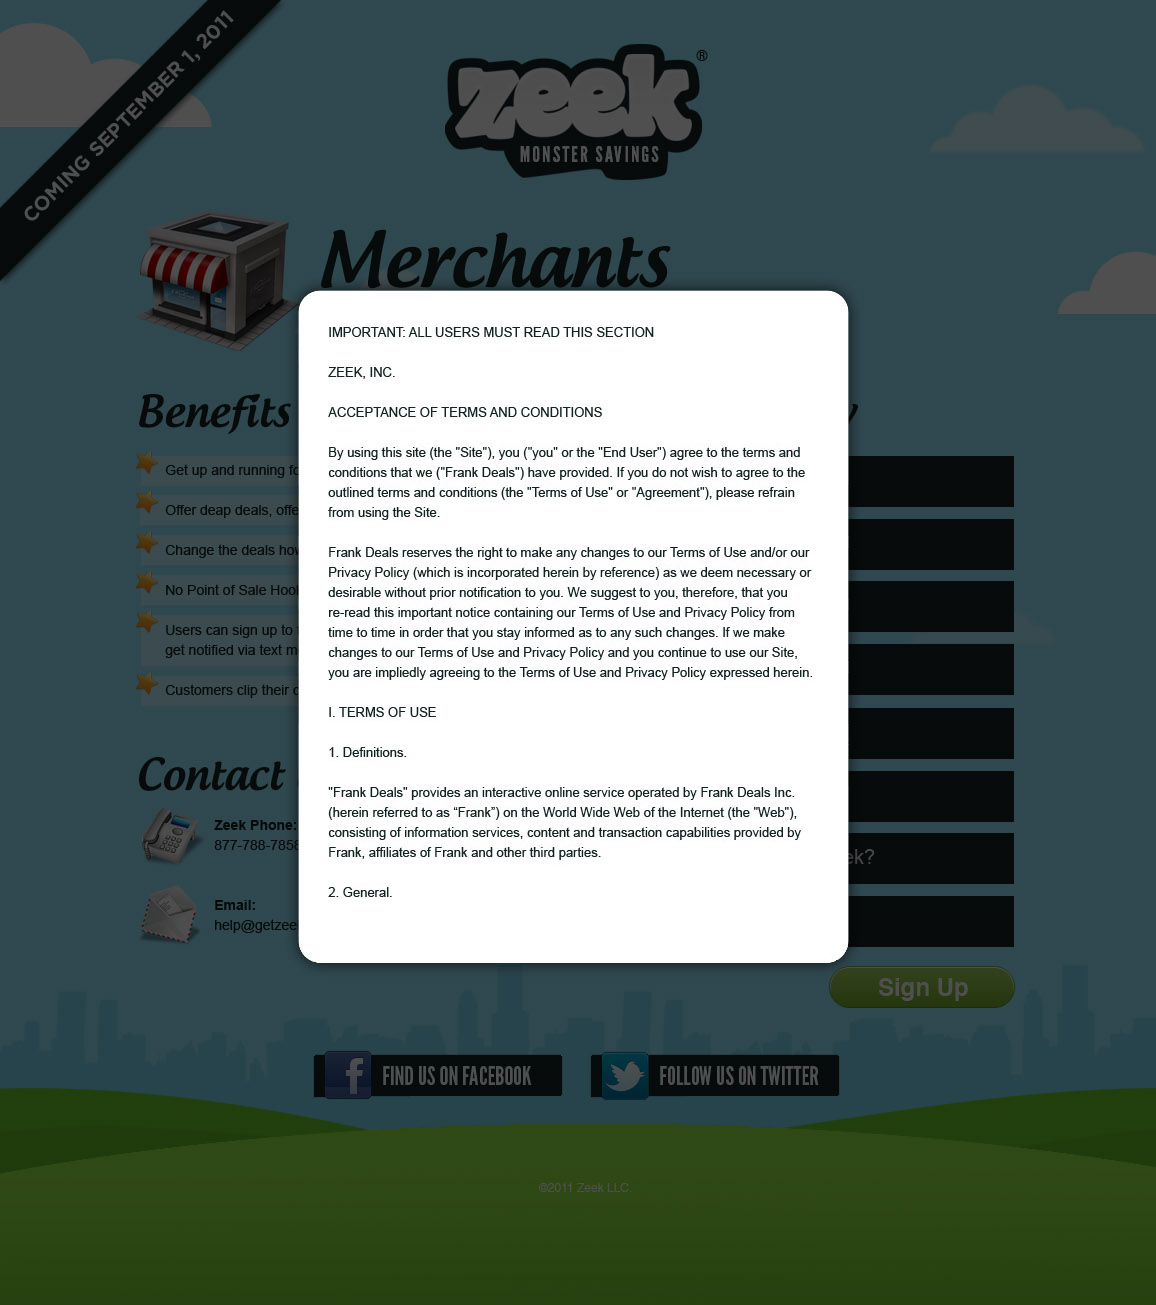 COMING SEPTEMBER 1, 2011
zeek ®
MONSTER SAVINGS
Merchants
IMPORTANT: ALL USERS MUST READ THIS SECTION
ZEEK, INC.
ACCEPTANCE OF TERMS AND CONDITIONS
By using this site (the "Site"), you ("you" or the "End User") agree to the terms and
conditions that we ("Frank Deals") have provided. If you do not wish to agree to the
outlined terms and conditions (the "Terms of Use" or "Agreement"), please refrain
from using the Site.
Frank Deals reserves the right to make any changes to our Terms of Use and/or our
Privacy Policy (which is incorporated herein by reference) as we deem necessary or
desirable without prior notification to you. We suggest to you, therefore, that you
re-read this important notice containing our Terms of Use and Privacy Policy from
time to time in order that you stay informed as to any such changes. If we make
changes to our Terms of Use and Privacy Policy and you continue to use our Site,
you are impliedly agreeing to the Terms of Use and Privacy Policy expressed herein.
I. TERMS OF USE
1. Definitions.
"Frank Deals" provides an interactive online service operated by Frank Deals Inc.
(herein referred to as “Frank”) on the World Wide Web of the Internet (the "Web"),
consisting of information services, content and transaction capabilities provided by
Frank, affiliates of Frank and other third parties.
2. General.
Benefits
Get up and running
Offer deap deals,
Change the deals
No Point of Sale
Users can sign up to
get notified via text
Customers clip their
Contact
Zeek Phone:
877-788-7858
Email:
help@getzee
Sign Up
FIND US ON FACEBOOK
FOLLOW US ON TWITTER
©2011 Zeek LLC.